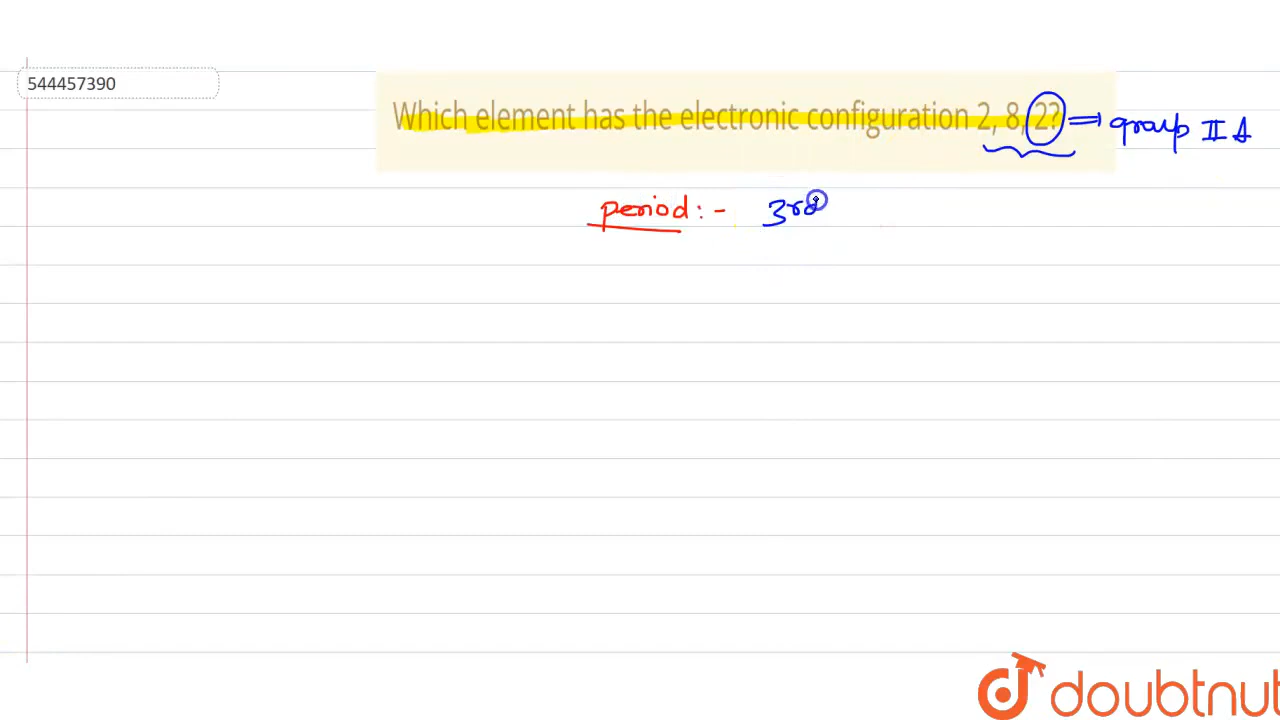 544457390
Which element has the electronic configuration 2, 8, 2? ⇒ group II A
period :- 3rd
doubtnut